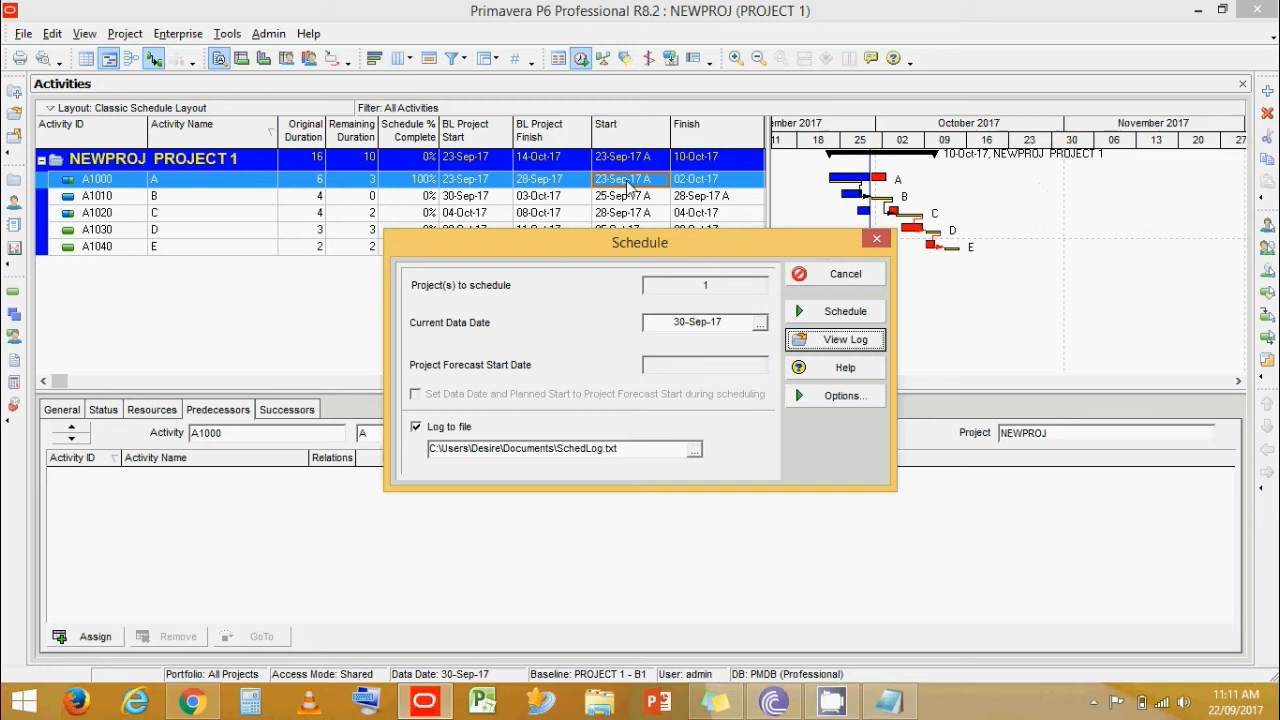 Primavera P6 Professional R8.2 : NEWPROJ (PROJECT 1)
File Edit View Project Enterprise Tools Admin Help
Activities
Layout: Classic Schedule Layout Filter: All Activities
Activity ID Activity Name Original Duration Remaining Duration Schedule % Complete BL Project Start BL Project Finish Start Finish
ember 2017 October 2017 November 2017
11 18 25 02 09 16 23 30 06 13 20 27
NEWPROJ PROJECT 1 16 10 0% 23-Sep-17 14-Oct-17 23-Sep-17 A 10-Oct-17 10-Oct-17, NEWPROJ PROJECT 1
A1000 A 6 3 100% 23-Sep-17 28-Sep-17 23-Sep-17 A 02-Oct-17 A
A1010 B 4 0 0% 30-Sep-17 03-Oct-17 25-Sep-17 A 28-Sep-17 A B
A1020 C 4 2 0% 04-Oct-17 08-Oct-17 28-Sep-17 A 04-Oct-17 C
A1030 D 3 3 D
A1040 E 2 2 E
Schedule
Project(s) to schedule 1
Cancel
Current Data Date 30-Sep-17
Schedule
View Log
Project Forecast Start Date
Help
Set Data Date and Planned Start to Project Forecast Start during scheduling
Options...
Log to file
C:\Users\Desire\Documents\SchedLog.txt ...
General Status Resources Predecessors Successors
Activity A1000 A Project NEWPROJ
Activity ID Activity Name Relations
Assign Remove GoTo
Portfolio: All Projects Access Mode: Shared Data Date: 30-Sep-17 Baseline: PROJECT 1 - B1 User: admin DB: PMDB (Professional)
11:11 AM
22/09/2017